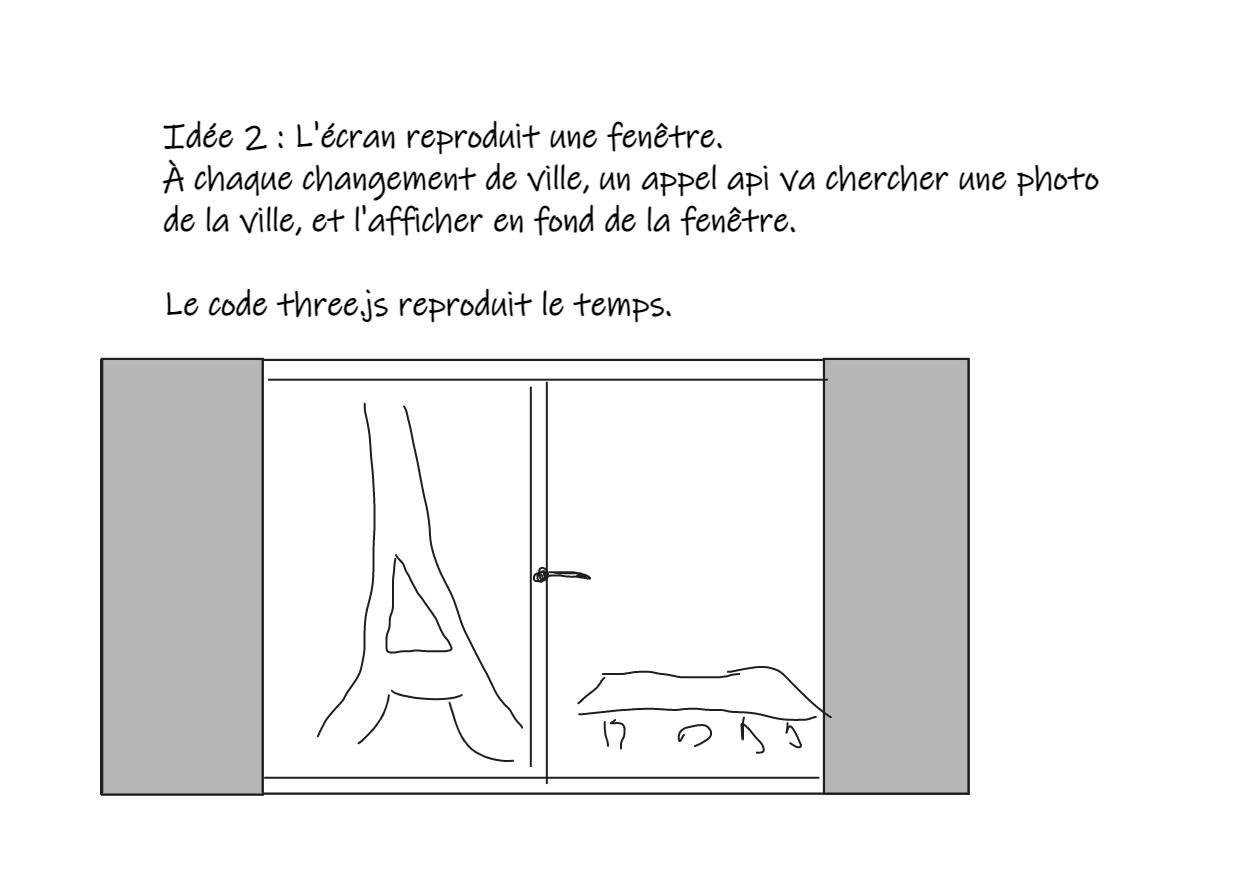 Idée 2 : L'écran reproduit une fenêtre.
À chaque changement de ville, un appel api va chercher une photo
de la ville, et l'afficher en fond de la fenêtre.
Le code three.js reproduit le temps.